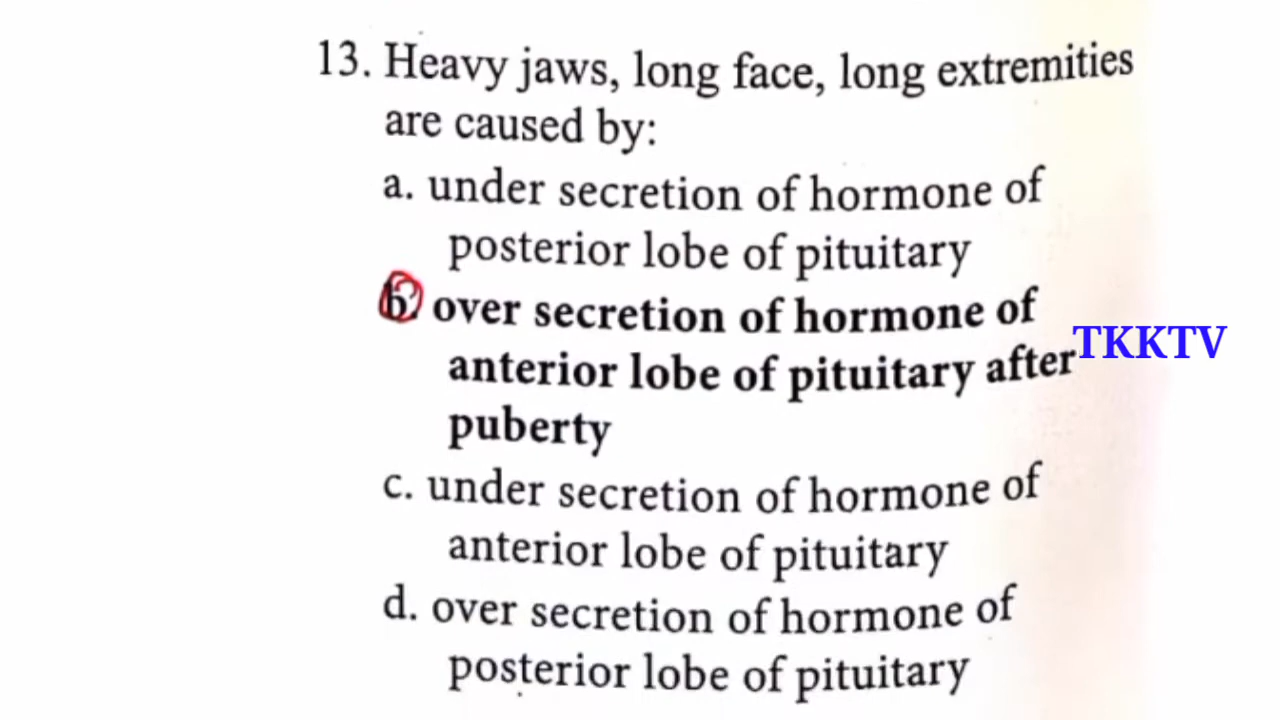 13. Heavy jaws, long face, long extremities
are caused by:
a. under secretion of hormone of
posterior lobe of pituitary
b. over secretion of hormone of
anterior lobe of pituitary after
puberty
TKKTV
c. under secretion of hormone of
anterior lobe of pituitary
d. over secretion of hormone of
posterior lobe of pituitary